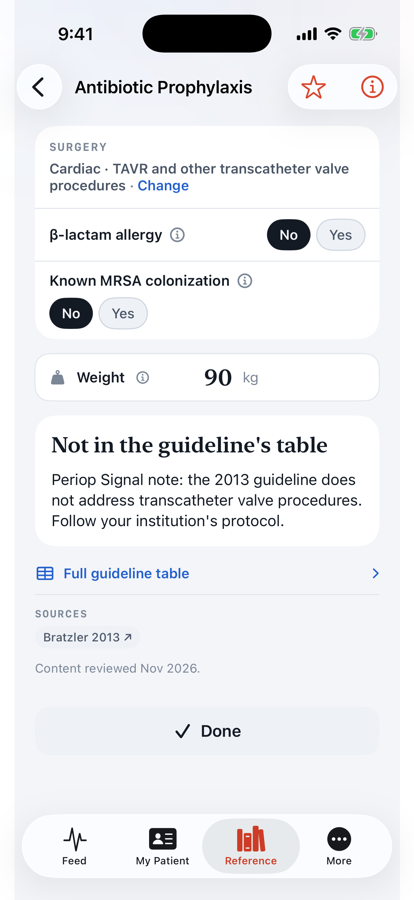 9:41
Antibiotic Prophylaxis
SURGERY
Cardiac · TAVR and other transcatheter valve
procedures · Change
β-lactam allergy
No
Yes
Known MRSA colonization
No
Yes
Weight
90 kg
Not in the guideline's table
Periop Signal note: the 2013 guideline does
not address transcatheter valve procedures.
Follow your institution's protocol.
Full guideline table
SOURCES
Bratzler 2013 ↗
Content reviewed Nov 2026.
Done
Feed
My Patient
Reference
More